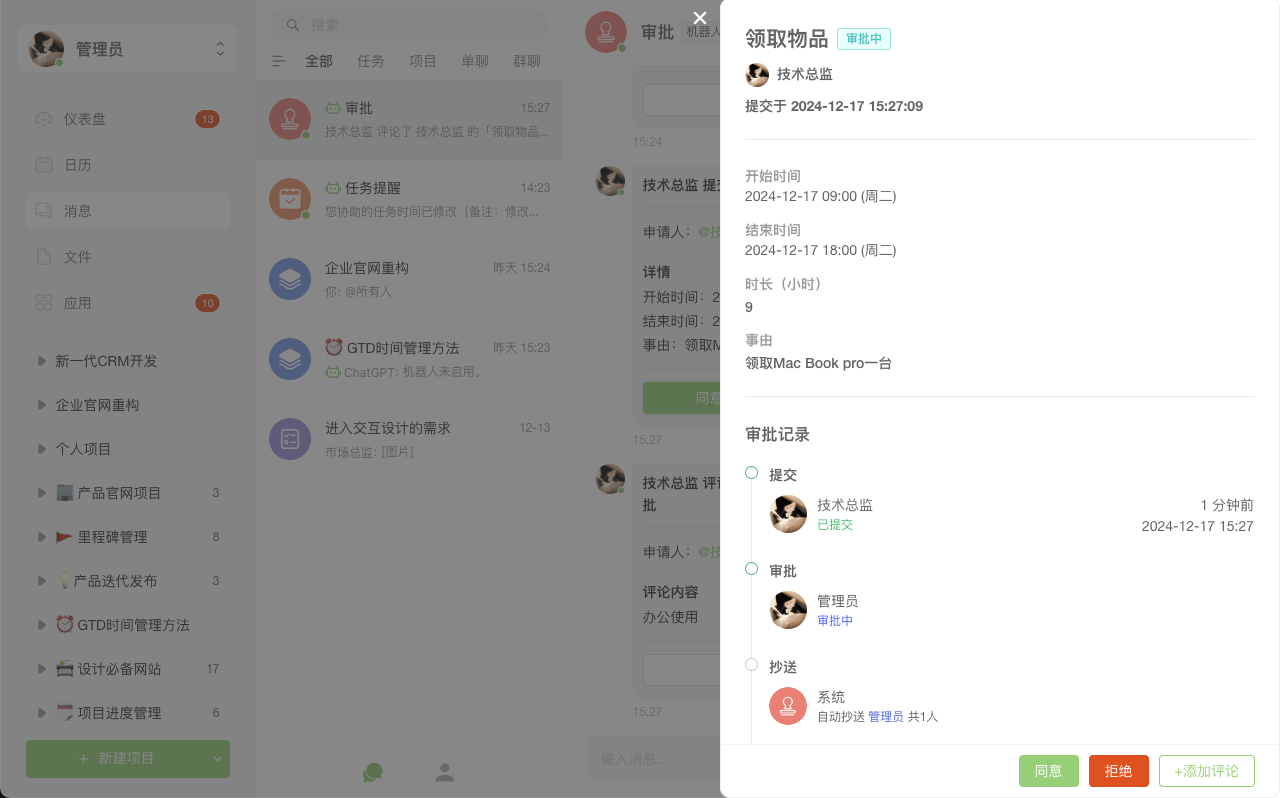 管理员
仪表盘
13
日历
消息
文件
应用
10
新一代CRM开发
企业官网重构
个人项目
产品官网项目
3
里程碑管理
8
产品迭代发布
3
GTD时间管理方法
设计必备网站
17
项目进度管理
6
+ 新建项目
搜索
全部
任务
项目
单聊
群聊
审批
15:27
技术总监 评论了 技术总监 的「领取物品...
任务提醒
14:23
您协助的任务时间已修改（备注：修改...
企业官网重构
昨天 15:24
你: @所有人
GTD时间管理方法
昨天 15:23
ChatGPT: 机器人未启用。
进入交互设计的需求
12-13
市场总监: [图片]
审批
机器人
15:24
技术总监 提交
申请人：@技
详情
开始时间：2
结束时间：2
事由：领取M
同意
15:27
技术总监 评论
批
申请人：@技
评论内容
办公使用
15:27
输入消息...
领取物品
审批中
技术总监
提交于 2024-12-17 15:27:09
开始时间
2024-12-17 09:00 (周二)
结束时间
2024-12-17 18:00 (周二)
时长（小时）
9
事由
领取Mac Book pro一台
审批记录
提交
技术总监
1 分钟前
已提交
2024-12-17 15:27
审批
管理员
审批中
抄送
系统
自动抄送 管理员 共1人
同意
拒绝
+添加评论